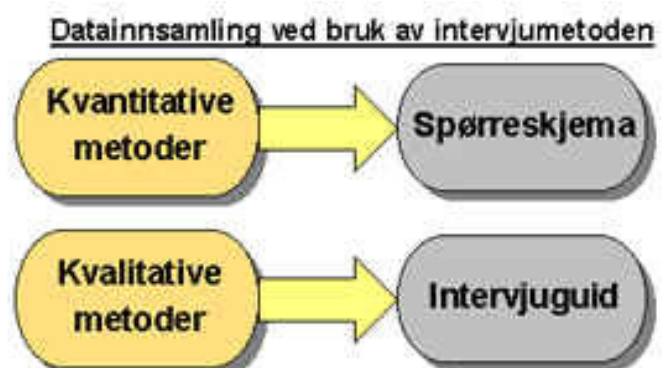 Datainnsamling ved bruk av intervjumetoden
Kvantitative
metoder
Spørreskjema
Kvalitative
metoder
Intervjuguid